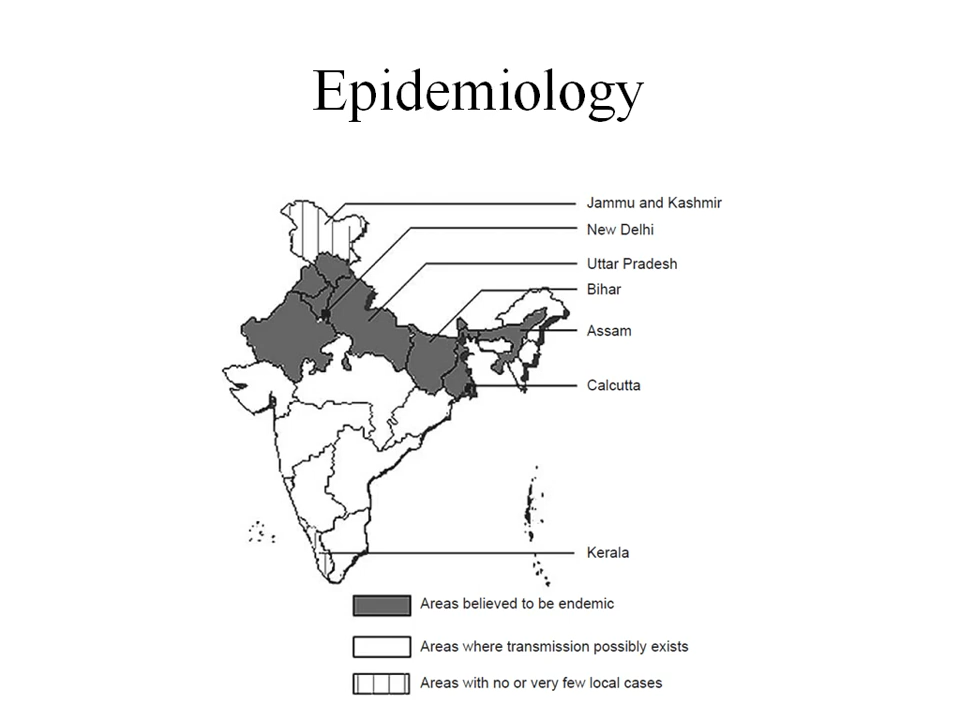 Epidemiology
Jammu and Kashmir
New Delhi
Uttar Pradesh
Bihar
Assam
Calcutta
Kerala
Areas believed to be endemic
Areas where transmission possibly exists
Areas with no or very few local cases